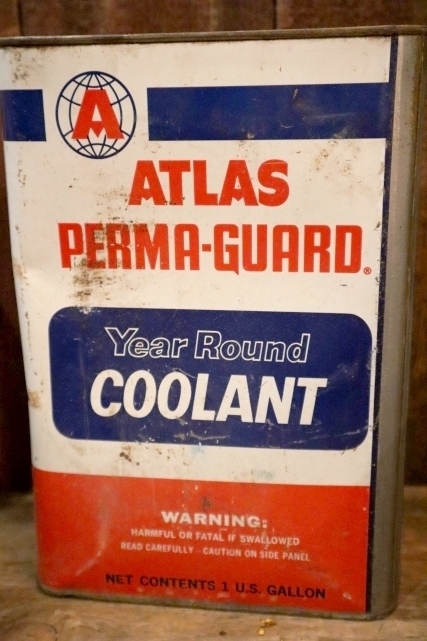 A
ATLAS
PERMA-GUARD®
Year Round
COOLANT
WARNING:
HARMFUL OR FATAL IF SWALLOWED
READ CAREFULLY - CAUTION ON SIDE PANEL
NET CONTENTS 1 U.S. GALLON